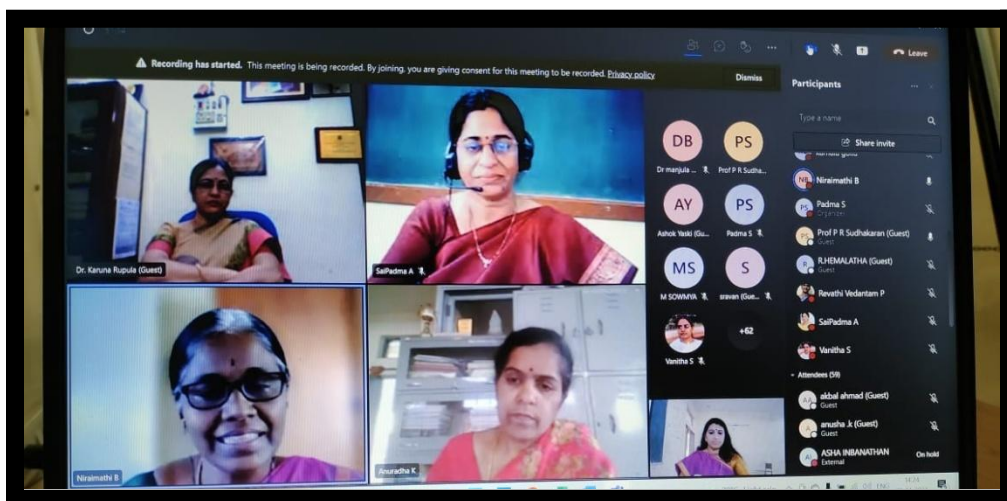 Leave
Recording has started. This meeting is being recorded. By joining, you are giving consent for this meeting to be recorded. Privacy policy
Dismiss
Participants
Type a name
Share invite
Niraimathi B
Padma S
Organizer
Prof P R Sudhakaran (Guest)
Guest
R.HEMALATHA (Guest)
Guest
Revathi Vedantam P
SaiPadma A
Vanitha S
Attendees (59)
akbal ahmad (Guest)
Guest
anusha .k (Guest)
Guest
ASHA INBANATHAN
External
On hold
DB
PS
Dr manjula ...
Prof P R Sudha...
AY
PS
Ashok Yaski (Gu...
Padma S
MS
S
M SOWMYA
sravan (Gue...
+62
Vanitha S
Dr. Karuna Rupula (Guest)
SaiPadma A
Niraimathi B
Anuradha K
14:24